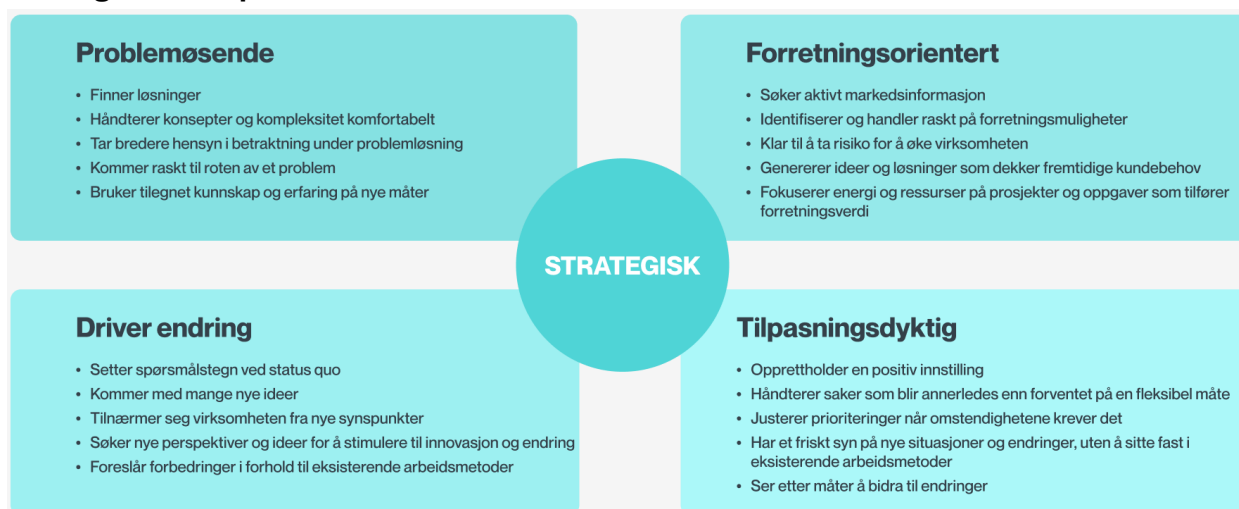 Problemøsende
• Finner løsninger
• Håndterer konsepter og kompleksitet komfortabelt
• Tar bredere hensyn i betraktning under problemløsning
• Kommer raskt til roten av et problem
• Bruker tilegnet kunnskap og erfaring på nye måter
Forretningsorientert
• Søker aktivt markedsinformasjon
• Identifiserer og handler raskt på forretningsmuligheter
• Klar til å ta risiko for å øke virksomheten
• Genererer ideer og løsninger som dekker fremtidige kundebehov
• Fokuserer energi og ressurser på prosjekter og oppgaver som tilfører
forretningsverdi
STRATEGISK
Driver endring
• Setter spørsmålstegn ved status quo
• Kommer med mange nye ideer
• Tilnærmer seg virksomheten fra nye synspunkter
• Søker nye perspektiver og ideer for å stimulere til innovasjon og endring
• Foreslår forbedringer i forhold til eksisterende arbeidsmetoder
Tilpasningsdyktig
• Opprettholder en positiv innstilling
• Håndterer saker som blir annerledes enn forventet på en fleksibel måte
• Justerer prioriteringer når omstendighetene krever det
• Har et friskt syn på nye situasjoner og endringer, uten å sitte fast i
eksisterende arbeidsmetoder
• Ser etter måter å bidra til endringer